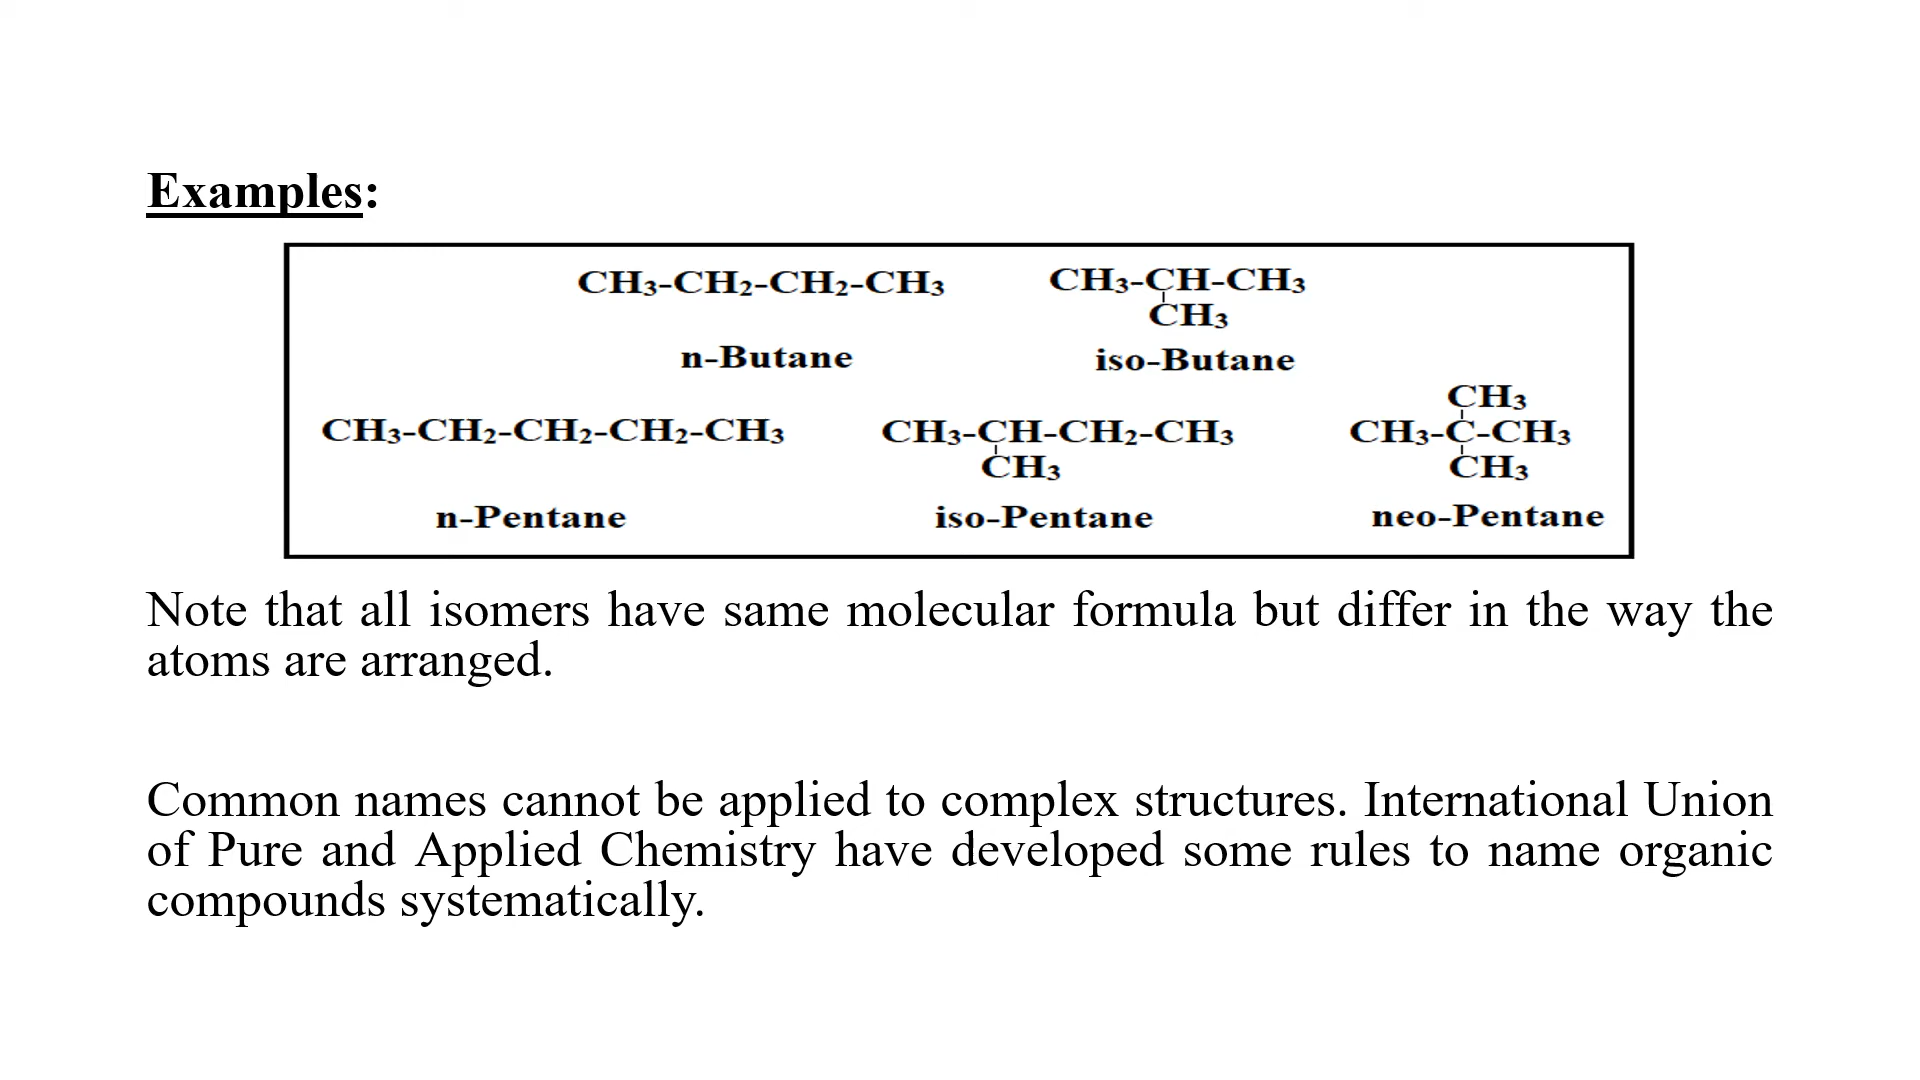 Examples:
CH₃-CH₂-CH₂-CH₃ CH₃-CH-CH₃
CH₃
n-Butane iso-Butane
CH₃
CH₃-CH₂-CH₂-CH₂-CH₃ CH₃-CH-CH₂-CH₃ CH₃-C-CH₃
CH₃ CH₃
n-Pentane iso-Pentane neo-Pentane
Note that all isomers have same molecular formula but differ in the way the
atoms are arranged.
Common names cannot be applied to complex structures. International Union
of Pure and Applied Chemistry have developed some rules to name organic
compounds systematically.